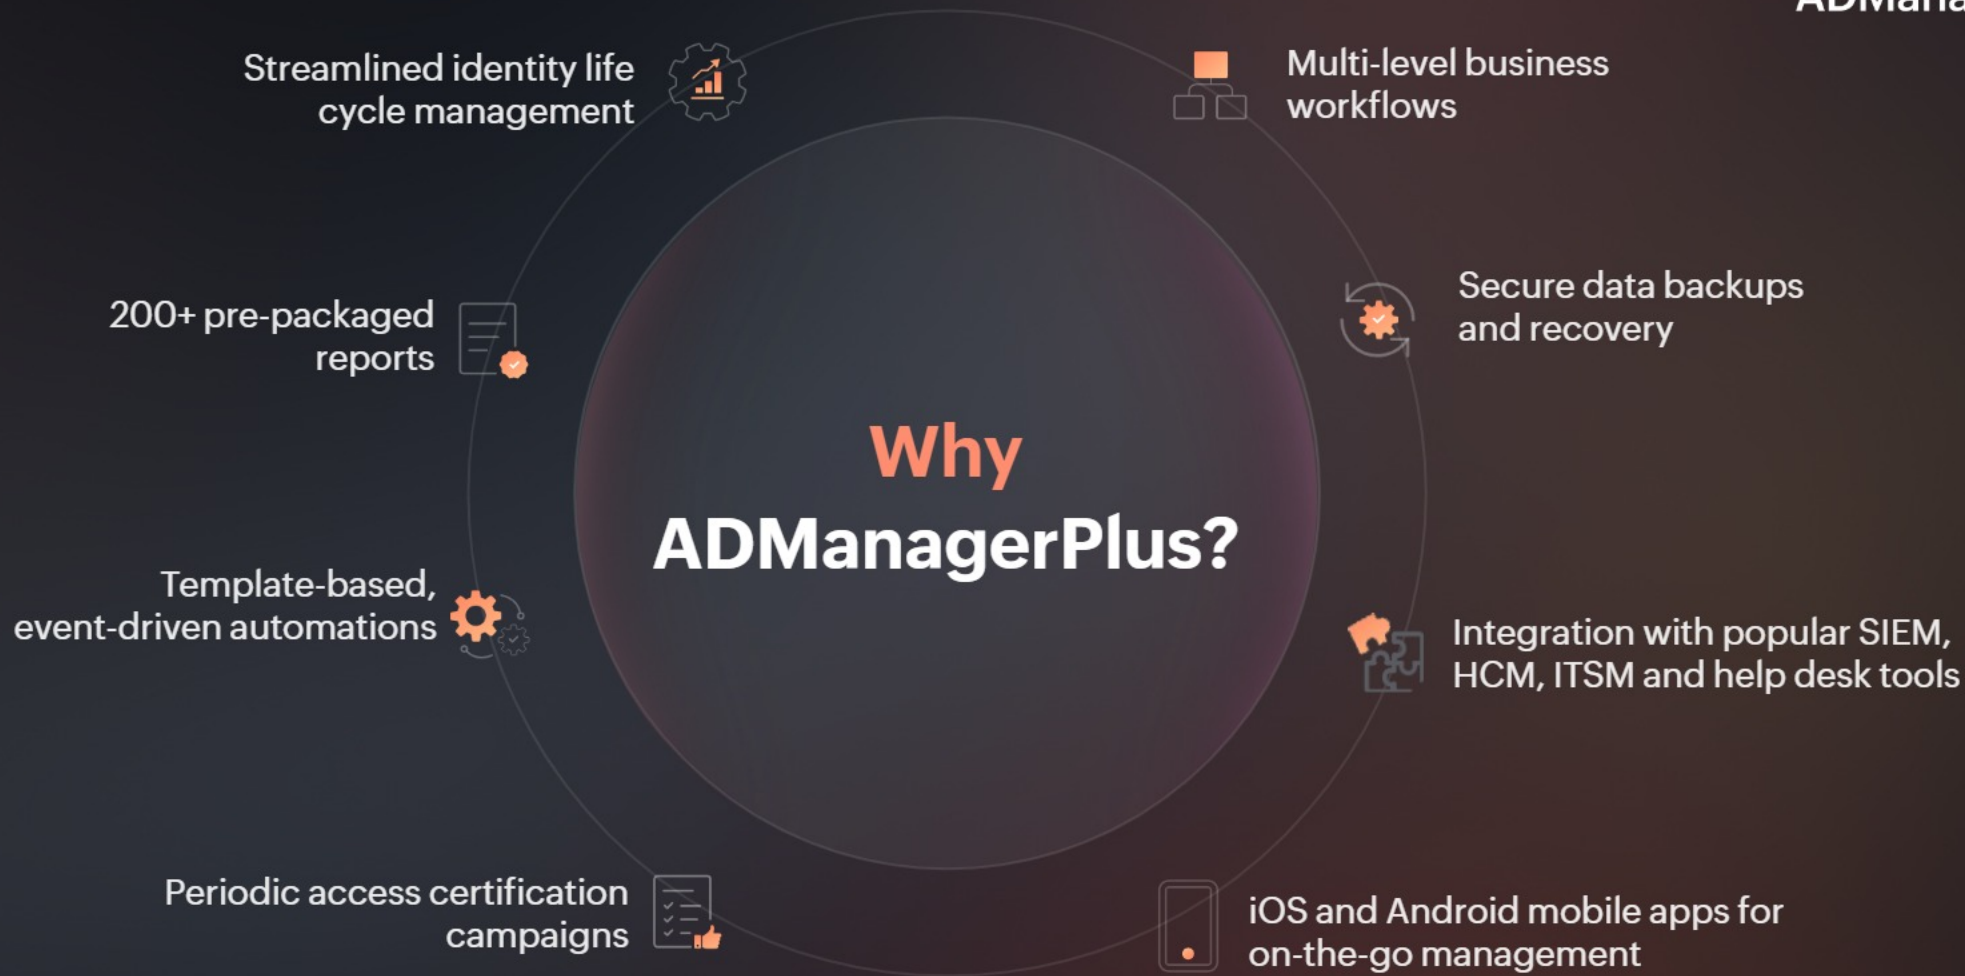 Streamlined identity life
cycle management
Multi-level business
workflows
200+ pre-packaged
reports
Secure data backups
and recovery
Why
ADManagerPlus?
Template-based,
event-driven automations
Integration with popular SIEM,
HCM, ITSM and help desk tools
Periodic access certification
campaigns
iOS and Android mobile apps for
on-the-go management